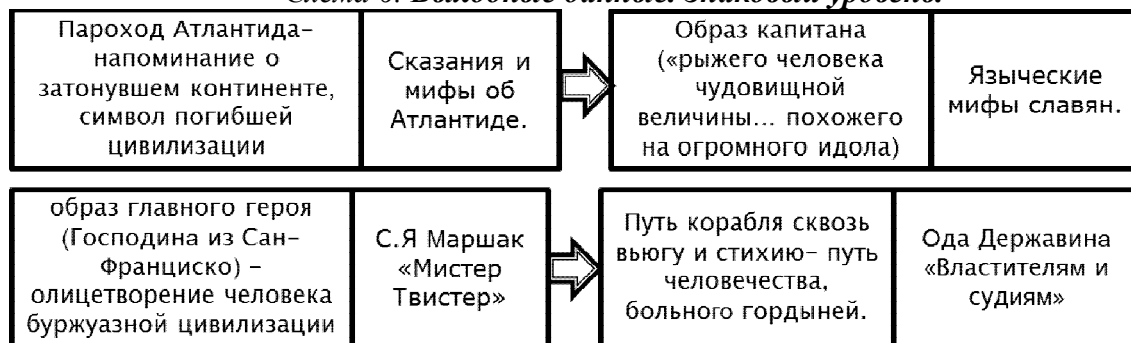 Пароход Атлантида–
напоминание о
затонувшем континенте,
символ погибшей
цивилизации
Сказания и
мифы об
Атлантиде.
Образ капитана
(«рыжего человека
чудовищной
величины... похожего
на огромного идола)
Языческие
мифы славян.
образ главного героя
(Господина из Сан–
Франциско) –
олицетворение человека
буржуазной цивилизации
С.Я Маршак
«Мистер
Твистер»
Путь корабля сквозь
вьюгу и стихию– путь
человечества,
больного гордыней.
Ода Державина
«Властителям и
судиям»